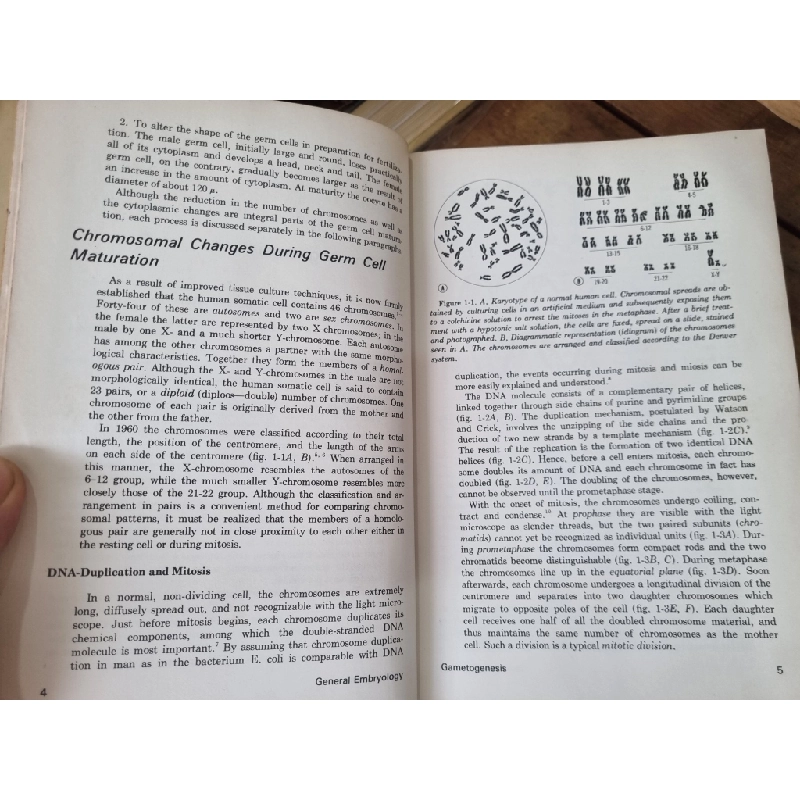 2. To alter the shape of the germ cells in preparation for fertiliza-
tion. The male germ cell, initially large and round, loses practically
all of its cytoplasm and develops a head, neck and tail. The female
germ cell, on the contrary, gradually becomes larger as the result of
an increase in the amount of cytoplasm. At maturity the oocyte has a
diameter of about 120 μ.
Although the reduction in the number of chromosomes as well as
the cytoplasmic changes are integral parts of the germ cell matura-
tion, each process is discussed separately in the following paragraphs.
Chromosomal Changes During Germ Cell
Maturation
As a result of improved tissue culture techniques, it is now firmly
established that the human somatic cell contains 46 chromosomes.
Forty-four of these are autosomes and two are sex chromosomes. In
the female the latter are represented by two X chromosomes, in the
male by one X- and a much shorter Y-chromosome. Each autosome
has among the other chromosomes a partner with the same morpho-
logical characteristics. Together they form the members of a homol-
ogous pair. Although the X- and Y-chromosomes in the male are not
morphologically identical, the human somatic cell is said to contain
23 pairs, or a diploid (diploos—double) number of chromosomes. One
chromosome of each pair is originally derived from the mother and
the other from the father.
In 1960 the chromosomes were classified according to their total
length, the position of the centromere, and the length of the arms
on each side of the centromere (fig. 1-1A, B). When arranged in
this manner, the X-chromosome resembles the autosomes of the
6-12 group, while the much smaller Y-chromosome resembles more
closely those of the 21-22 group. Although the classification and ar-
rangement in pairs is a convenient method for comparing chromo-
somal patterns, it must be realized that the members of a homolo-
gous pair are generally not in close proximity to each other either in
the resting cell or during mitosis.
DNA-Duplication and Mitosis
In a normal, non-dividing cell, the chromosomes are extremely
long, diffusely spread out, and not recognizable with the light micro-
scope. Just before mitosis begins, each chromosome duplicates its
chemical components, among which the double-stranded DNA
molecule is most important.⁷ By assuming that chromosome duplica-
tion in man as in the bacterium E. coli is comparable with DNA
General Embryology
4
1-3
4-5
6-12
13-15
16-18
19-20
21-22
X-Y
A
B
Figure 1-1. A, Karyotype of a normal human cell. Chromosomal spreads are ob-
tained by culturing cells in an artificial medium and subsequently exposing them
to a colchicine solution to arrest the mitoses in the metaphase. After a brief treat-
ment with a hypotonic salt solution, the cells are fixed, spread on a slide, stained
and photographed. B, Diagrammatic representation (idiogram) of the chromosomes
seen in A. The chromosomes are arranged and classified according to the Denver
system.
duplication, the events occurring during mitosis and miosis can be
more easily explained and understood.⁸
The DNA molecule consists of a complementary pair of helices,
linked together through side chains of purine and pyrimidine groups
(fig. 1-2A, B). The duplication mechanism, postulated by Watson
and Crick, involves the unzipping of the side chains and the pro-
duction of two new strands by a template mechanism (fig. 1-2C).⁹
The result of the replication is the formation of two identical DNA
helices (fig. 1-2C). Hence, before a cell enters mitosis, each chromo-
some doubles its amount of DNA and each chromosome in fact has
doubled (fig. 1-2D, E). The doubling of the chromosomes, however,
cannot be observed until the prometaphase stage.
With the onset of mitosis, the chromosomes undergo coiling, con-
tract and condense.¹⁰ At prophase they are visible with the light
microscope as slender threads, but the two paired subunits (chro-
matids) cannot yet be recognized as individual units (fig. 1-3A). Dur-
ing prometaphase the chromosomes form compact rods and the two
chromatids become distinguishable (fig. 1-3B, C). During metaphase
the chromosomes line up in the equatorial plane (fig. 1-3D). Soon
afterwards, each chromosome undergoes a longitudinal division of the
centromere and separates into two daughter chromosomes which
migrate to opposite poles of the cell (fig. 1-3E, F). Each daughter
cell receives one half of all the doubled chromosome material, and
thus maintains the same number of chromosomes as the mother
cell. Such a division is a typical mitotic division.
Gametogenesis
5